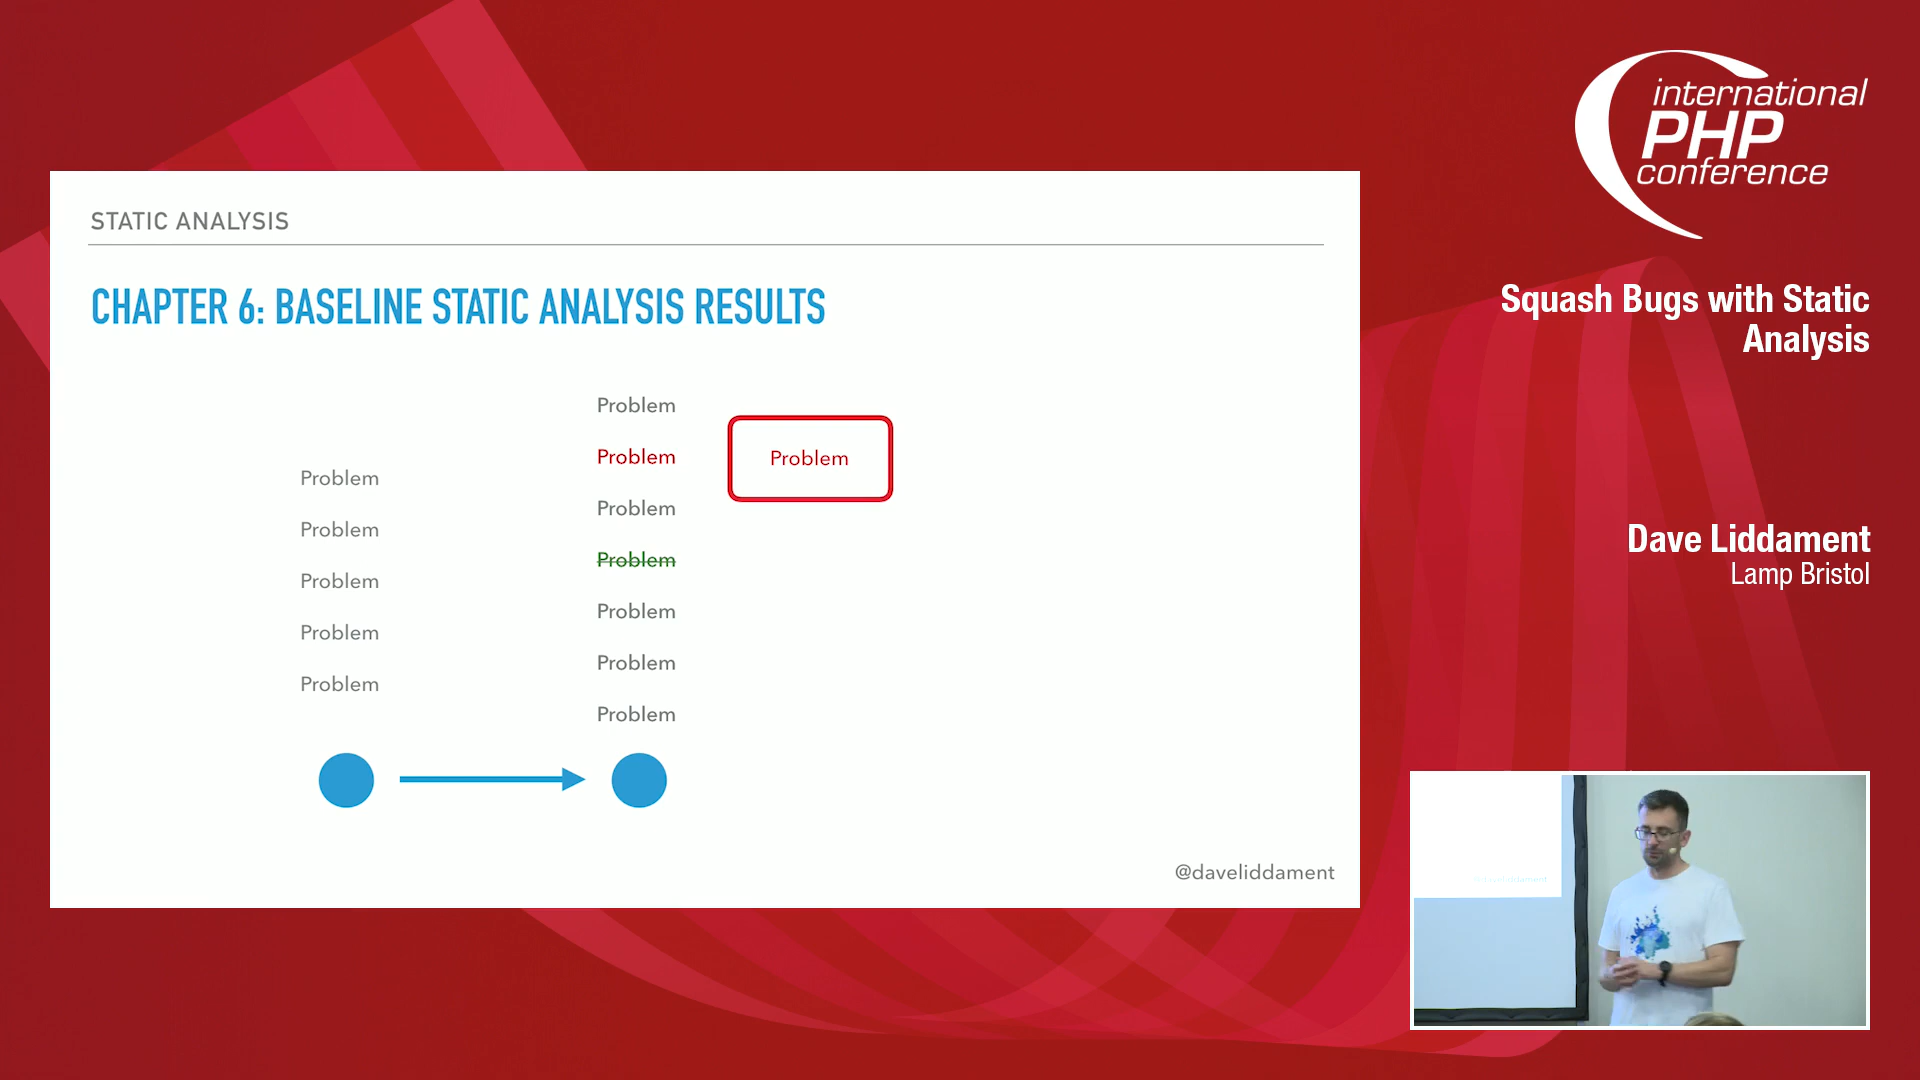 STATIC ANALYSIS
CHAPTER 6: BASELINE STATIC ANALYSIS RESULTS
Problem
Problem
Problem
Problem
Problem
Problem
Problem
Problem
Problem
Problem
Problem
Problem
Problem
@daveliddament
international
PHP
conference
Squash Bugs with Static
Analysis
Dave Liddament
Lamp Bristol